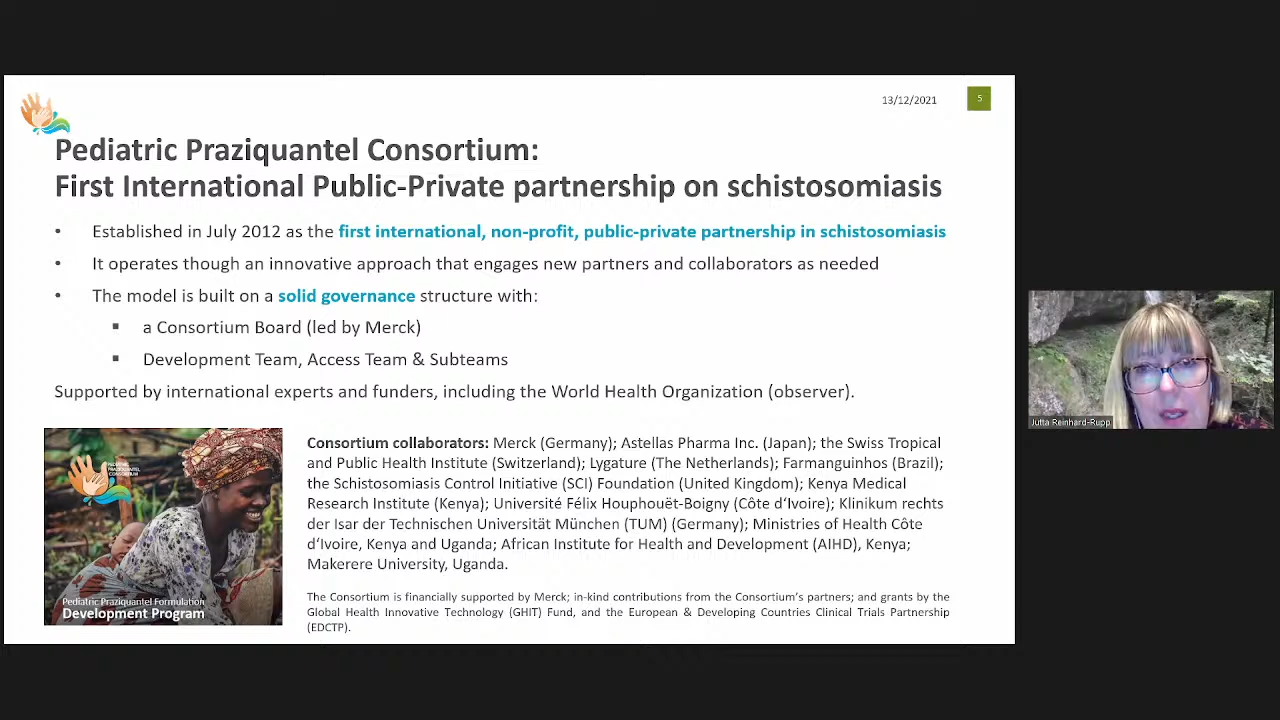 13/12/2021
5
Pediatric Praziquantel Consortium:
First International Public-Private partnership on schistosomiasis
• Established in July 2012 as the first international, non-profit, public-private partnership in schistosomiasis
• It operates though an innovative approach that engages new partners and collaborators as needed
• The model is built on a solid governance structure with:
▪ a Consortium Board (led by Merck)
▪ Development Team, Access Team & Subteams
Supported by international experts and funders, including the World Health Organization (observer).
PEDIATRIC
PRAZIQUANTEL
CONSORTIUM
Pediatric Praziquantel Formulation
Development Program
Consortium collaborators: Merck (Germany); Astellas Pharma Inc. (Japan); the Swiss Tropical
and Public Health Institute (Switzerland); Lygature (The Netherlands); Farmanguinhos (Brazil);
the Schistosomiasis Control Initiative (SCI) Foundation (United Kingdom); Kenya Medical
Research Institute (Kenya); Université Félix Houphouët-Boigny (Côte d‘Ivoire); Klinikum rechts
der Isar der Technischen Universität München (TUM) (Germany); Ministries of Health Côte
d‘Ivoire, Kenya and Uganda; African Institute for Health and Development (AIHD), Kenya;
Makerere University, Uganda.
The Consortium is financially supported by Merck; in-kind contributions from the Consortium's partners; and grants by the
Global Health Innovative Technology (GHIT) Fund, and the European & Developing Countries Clinical Trials Partnership
(EDCTP).
Jutta Reinhard-Rupp